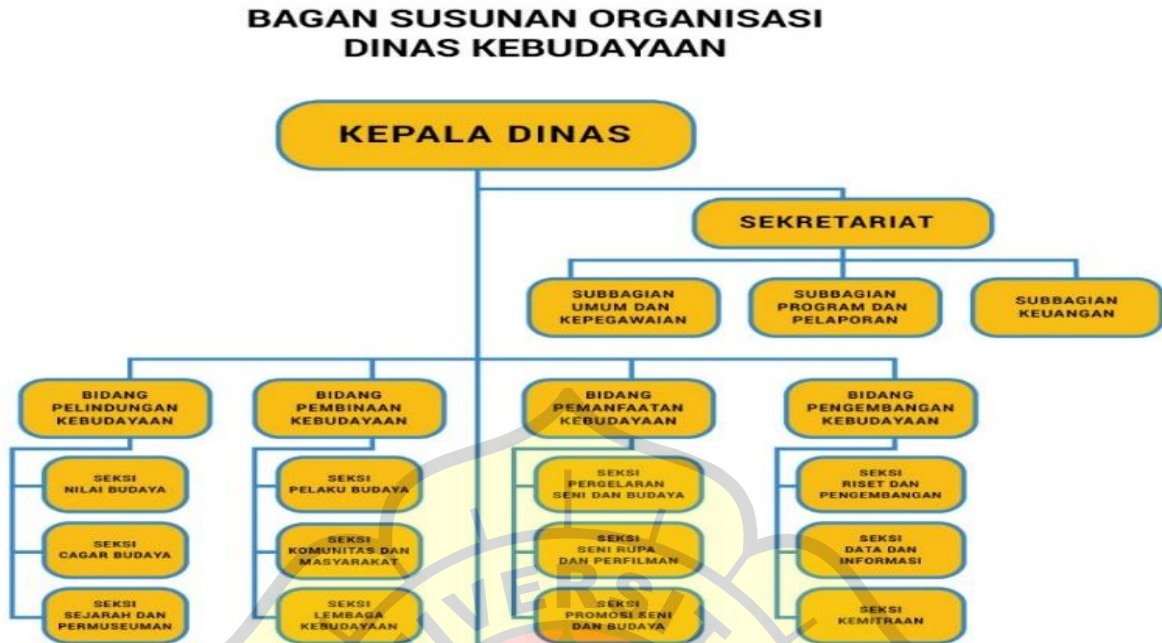 BAGAN SUSUNAN ORGANISASI
DINAS KEBUDAYAAN
KEPALA DINAS
SEKRETARIAT
SUBBAGIAN
UMUM DAN
KEPEGAWAIAN
SUBBAGIAN
PROGRAM DAN
PELAPORAN
SUBBAGIAN
KEUANGAN
BIDANG
PELINDUNGAN
KEBUDAYAAN
SEKSI
NILAI BUDAYA
SEKSI
CAGAR BUDAYA
SEKSI
SEJARAH DAN
PERMUSEUMAN
BIDANG
PEMBINAAN
KEBUDAYAAN
SEKSI
PELAKU BUDAYA
SEKSI
KOMUNITAS DAN
MASYARAKAT
SEKSI
LEMBAGA
KEBUDAYAAN
BIDANG
PEMANFAATAN
KEBUDAYAAN
SEKSI
PERGELARAN
SENI DAN BUDAYA
SEKSI
SENI RUPA
DAN PERFILMAN
SEKSI
PROMOSI SENI
DAN BUDAYA
BIDANG
PENGEMBANGAN
KEBUDAYAAN
SEKSI
RISET DAN
PENGEMBANGAN
SEKSI
DATA DAN
INFORMASI
SEKSI
KEMITRAAN